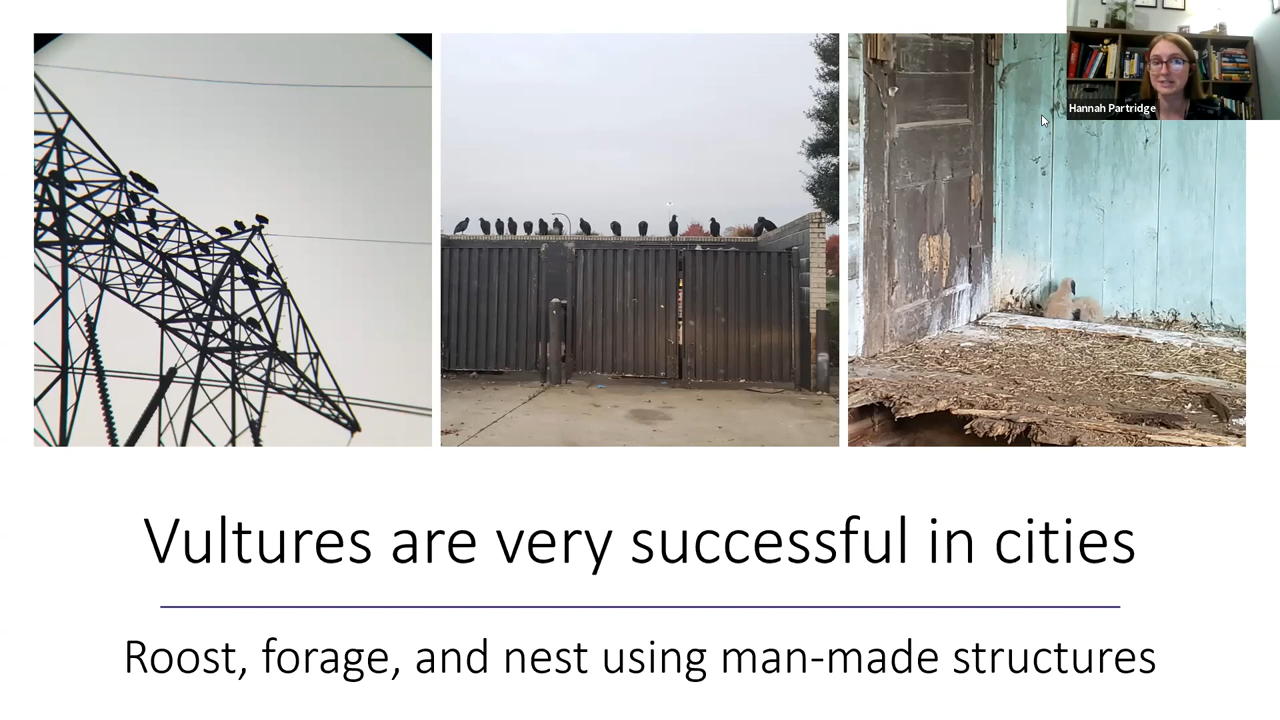 Hannah Partridge
Vultures are very successful in cities
Roost, forage, and nest using man-made structures